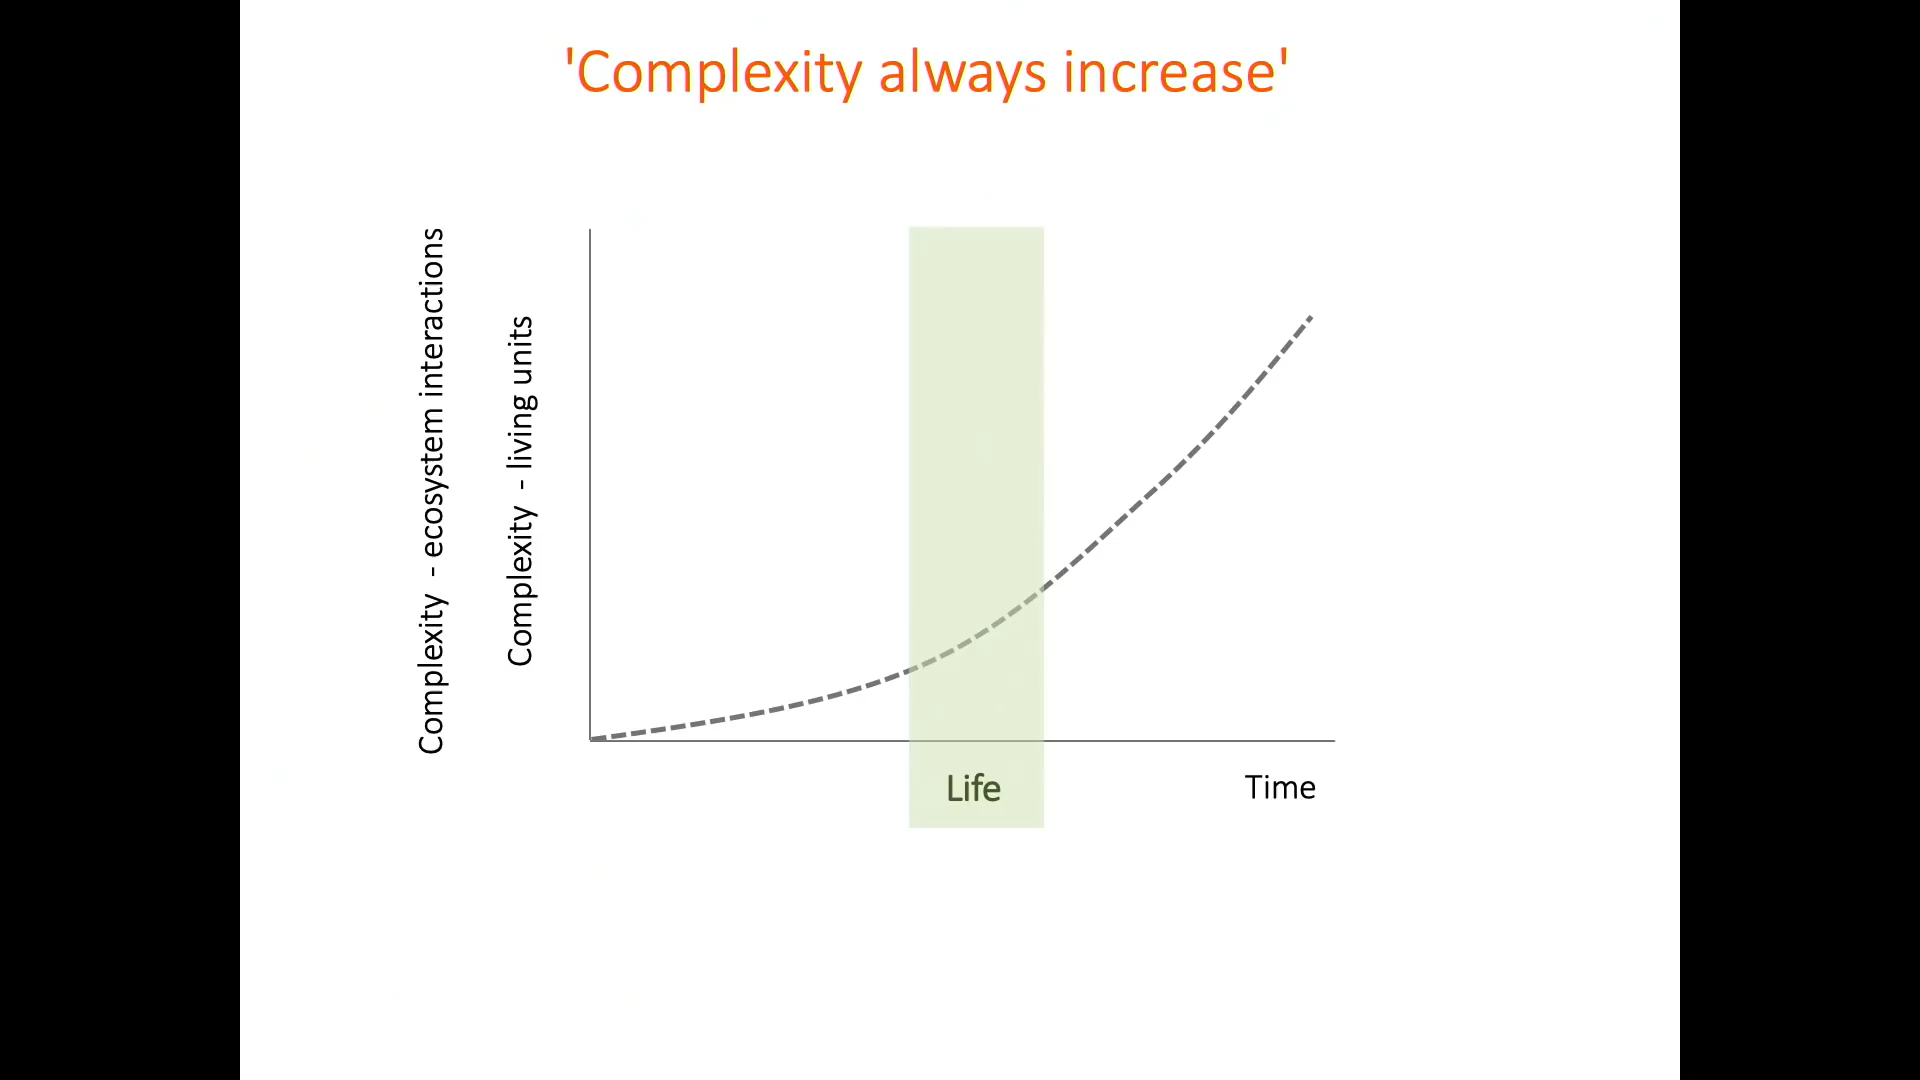 'Complexity always increase'
Complexity - ecosystem interactions
Complexity - living units
Life
Time